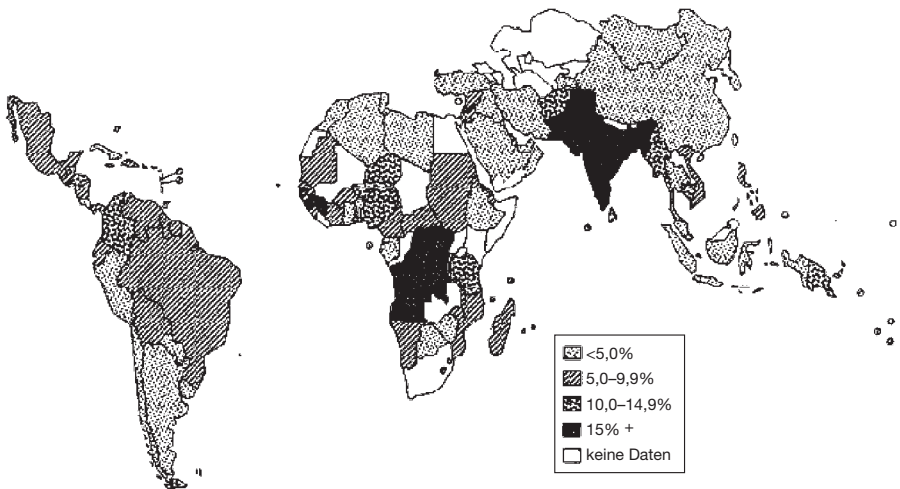 <5,0%
5,0–9,9%
10,0–14,9%
15% +
keine Daten